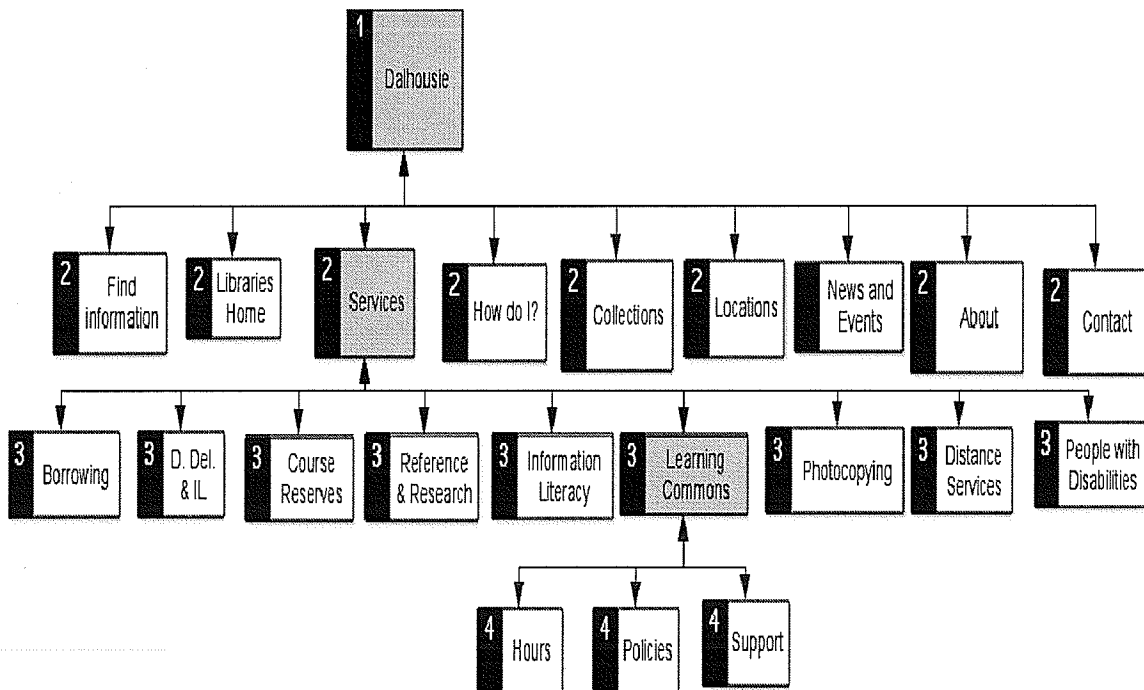 1
Dalhousie
2
Find
information
2
Libraries
Home
2
Services
2
How do I?
2
Collections
2
Locations
News and
Events
2
About
2
Contact
3
Borrowing
3
D. Del.
& IL
3
Course
Reserves
3
Reference
& Research
3
Information
Literacy
3
Learning
Commons
3
Photocopying
3
Distance
Services
3
People with
Disabilities
4
Hours
4
Policies
4
Support